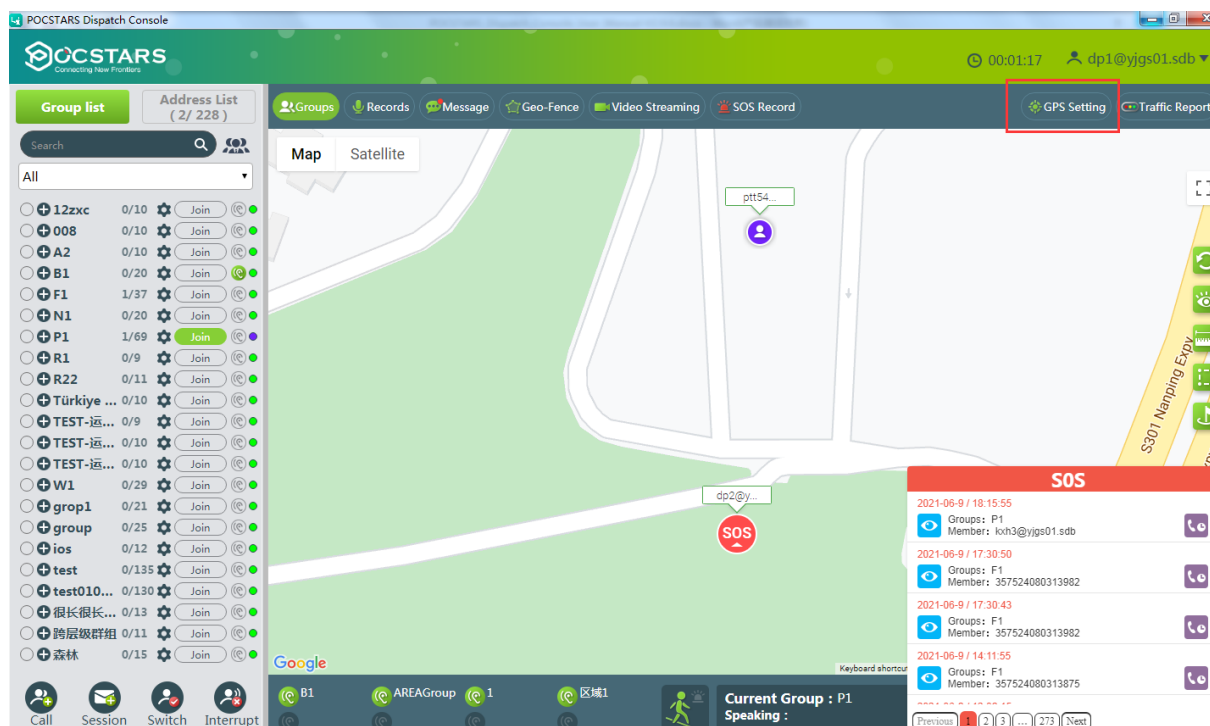 POCSTARS Dispatch Console
POCSTARS
Connecting New Frontiers
00:01:17
dp1@yjgs01.sdb
Group list
Address List
( 2/ 228 )
Groups
Records
Message
Geo-Fence
Video Streaming
SOS Record
GPS Setting
Traffic Report
Search
All
12zxc 0/10 Join
008 0/10 Join
A2 0/10 Join
B1 0/20 Join
F1 1/37 Join
N1 0/20 Join
P1 1/69 Join
R1 0/9 Join
R22 0/11 Join
Türkiye ... 0/10 Join
TEST-运... 0/9 Join
TEST-运... 0/10 Join
TEST-运... 0/10 Join
W1 0/29 Join
grop1 0/21 Join
group 0/25 Join
ios 0/12 Join
test 0/135 Join
test010... 0/130 Join
很长很长... 0/13 Join
跨层级群组 0/11 Join
森林 0/15 Join
Call
Session
Switch
Interrupt
Map
Satellite
ptt54...
dp2@y...
SOS
S301 Nanping Expy
Google
Keyboard shortcu
SOS
2021-06-9 / 18:15:55
Groups: P1
Member: kxh3@yjgs01.sdb
2021-06-9 / 17:30:50
Groups: F1
Member: 357524080313982
2021-06-9 / 17:30:43
Groups: F1
Member: 357524080313982
2021-06-9 / 14:11:55
Groups: F1
Member: 357524080313875
Previous 1 2 3 ... 273 Next
B1
AREAGroup
1
区域1
Current Group : P1
Speaking :